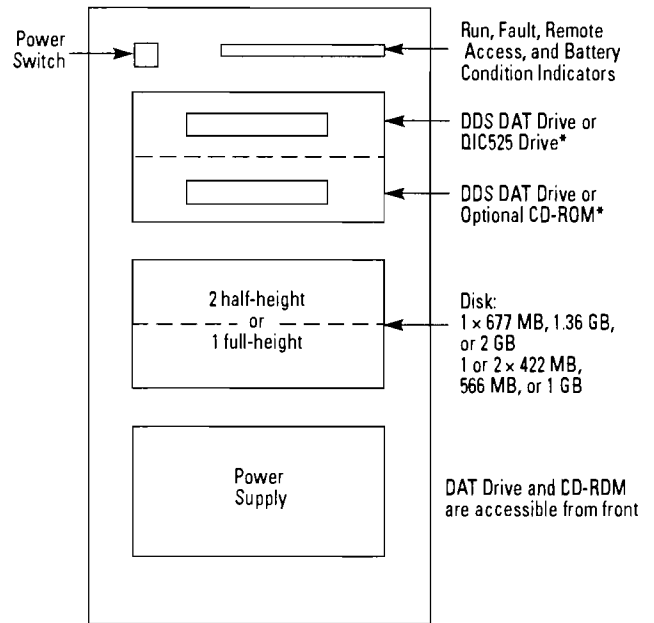 Power
Switch
Run, Fault, Remote
Access, and Battery
Condition Indicators
DDS DAT Drive or
QIC525 Drive*
DDS DAT Drive or
Optional CD-ROM*
2 half-height
or
1 full-height
Disk:
1 × 677 MB, 1.36 GB,
or 2 GB
1 or 2 × 422 MB,
566 MB, or 1 GB
Power
Supply
DAT Drive and CD-RDM
are accessible from front